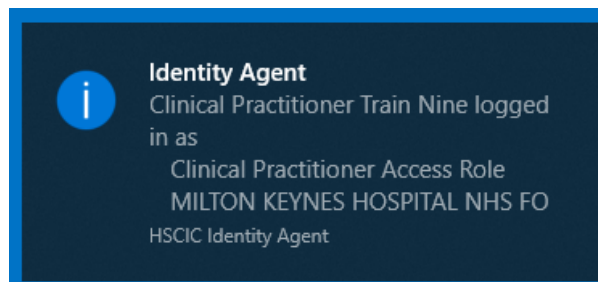 Identity Agent
Clinical Practitioner Train Nine logged
in as
Clinical Practitioner Access Role
MILTON KEYNES HOSPITAL NHS FO
HSCIC Identity Agent